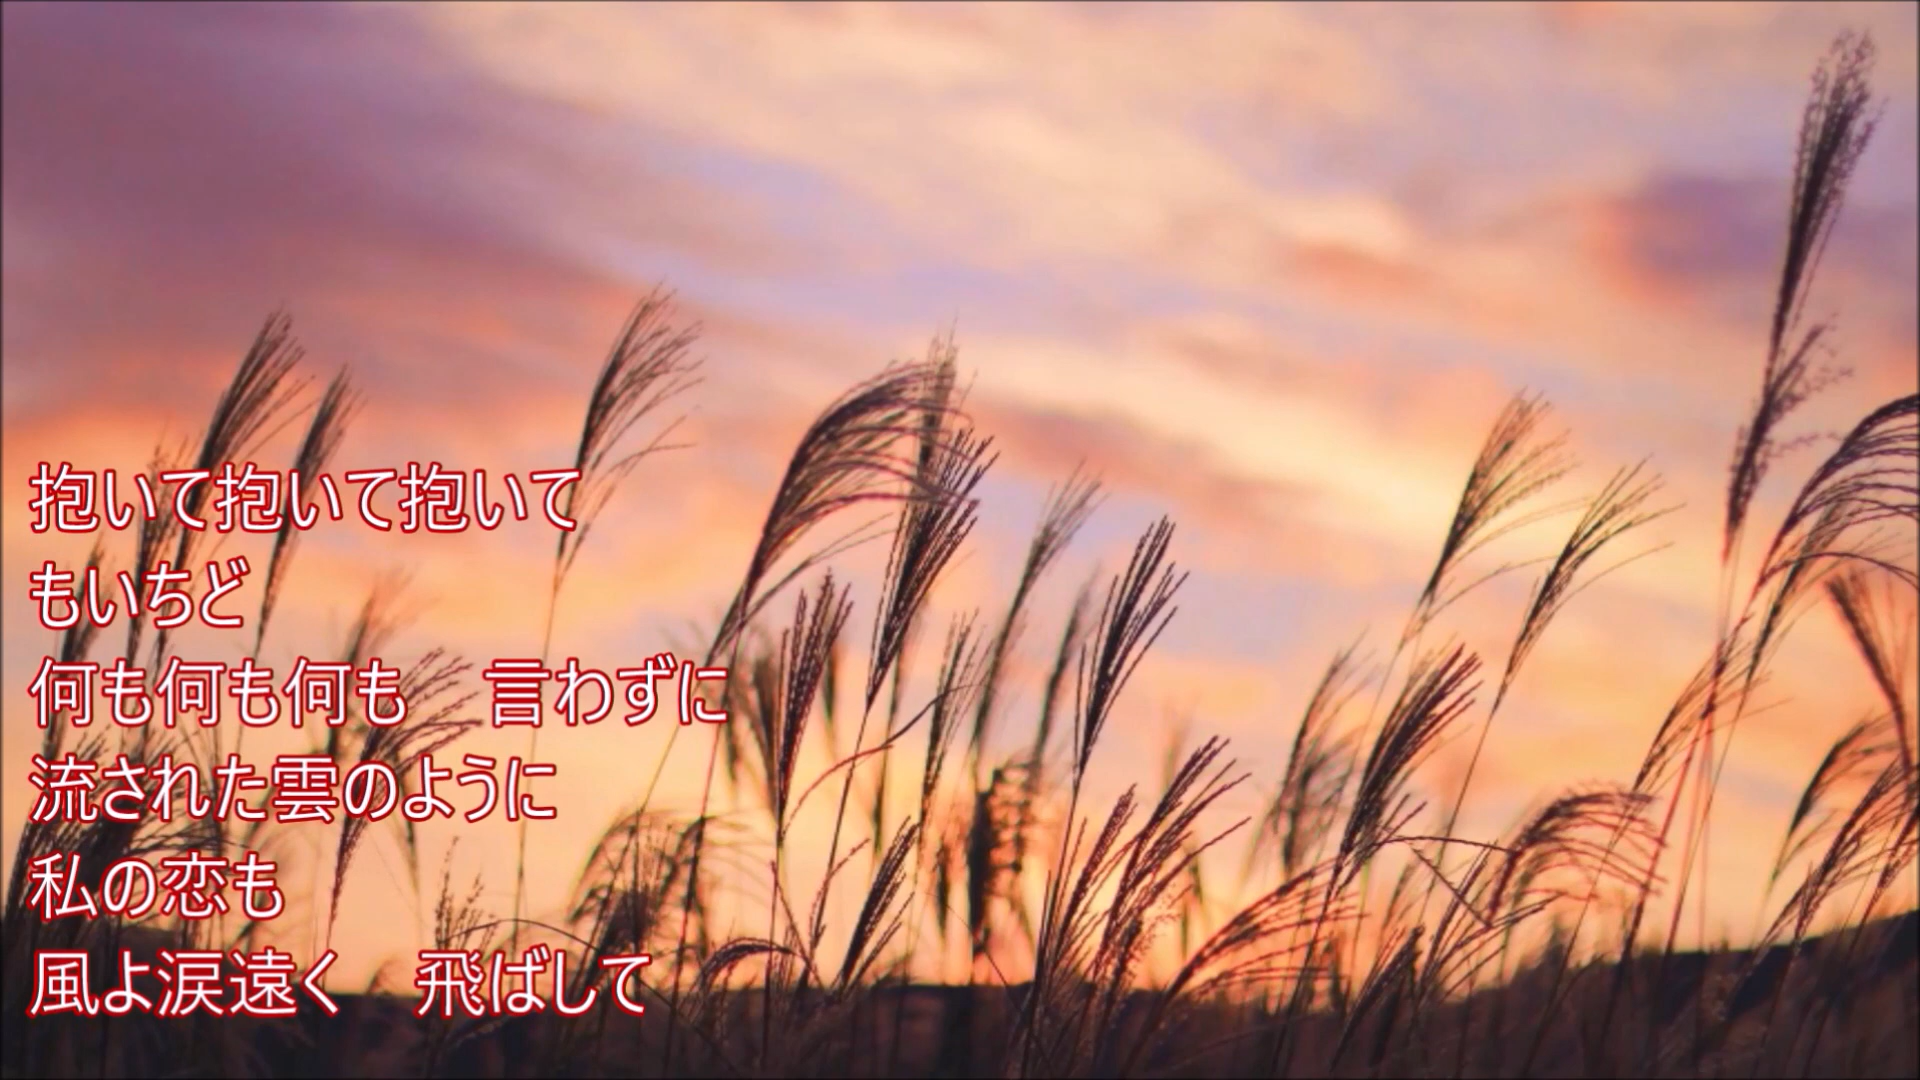 抱いて抱いて抱いて
もいちど
何も何も何も　言わずに
流された雲のように
私の恋も
風よ涙遠く　飛ばして